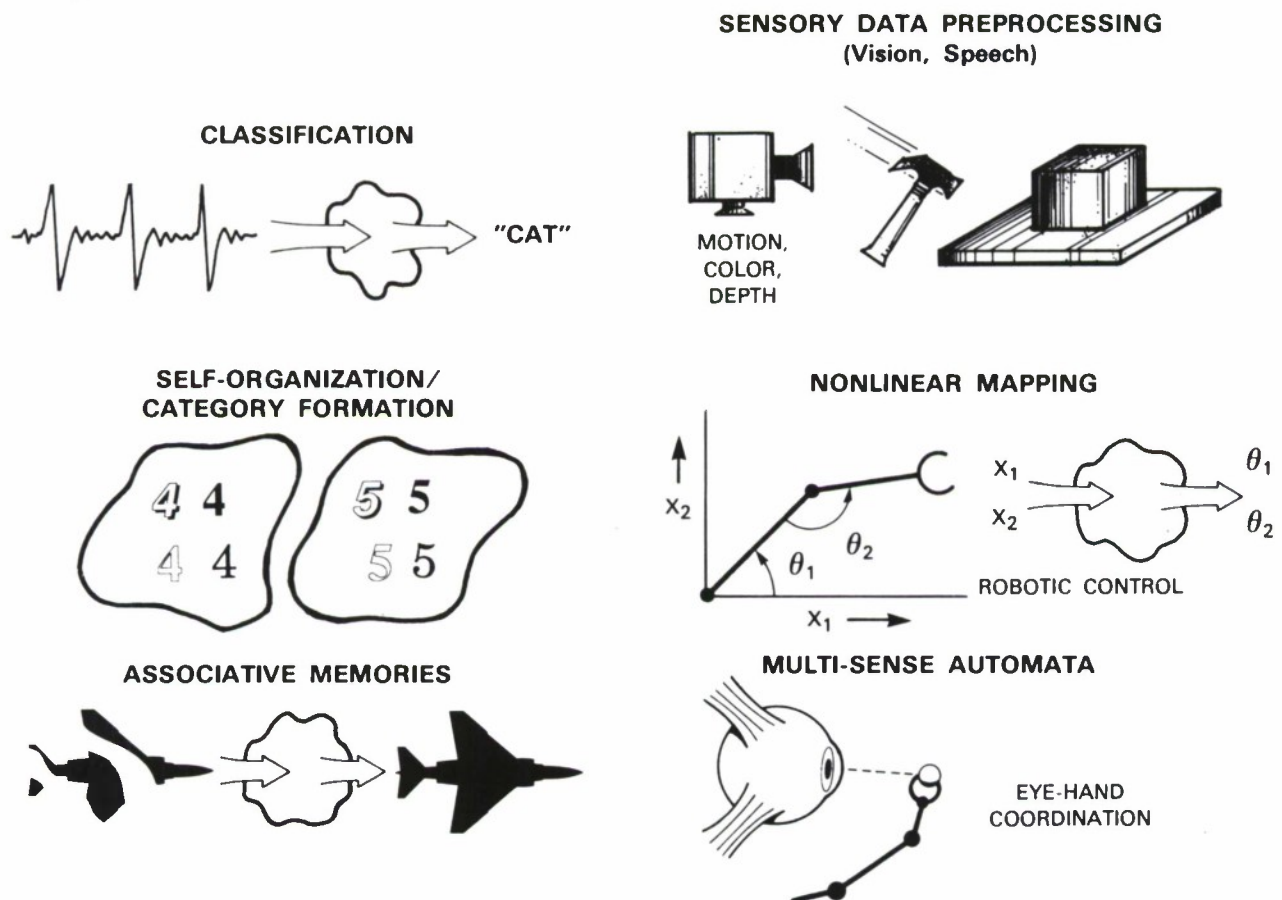 SENSORY DATA PREPROCESSING
(Vision, Speech)
CLASSIFICATION
"CAT"
MOTION,
COLOR,
DEPTH
SELF-ORGANIZATION/
CATEGORY FORMATION
4 4
4 4
5 5
5 5
NONLINEAR MAPPING
X₂
θ₁
θ₂
X₁
X₁
X₂
θ₁
θ₂
ROBOTIC CONTROL
ASSOCIATIVE MEMORIES
MULTI-SENSE AUTOMATA
EYE-HAND
COORDINATION